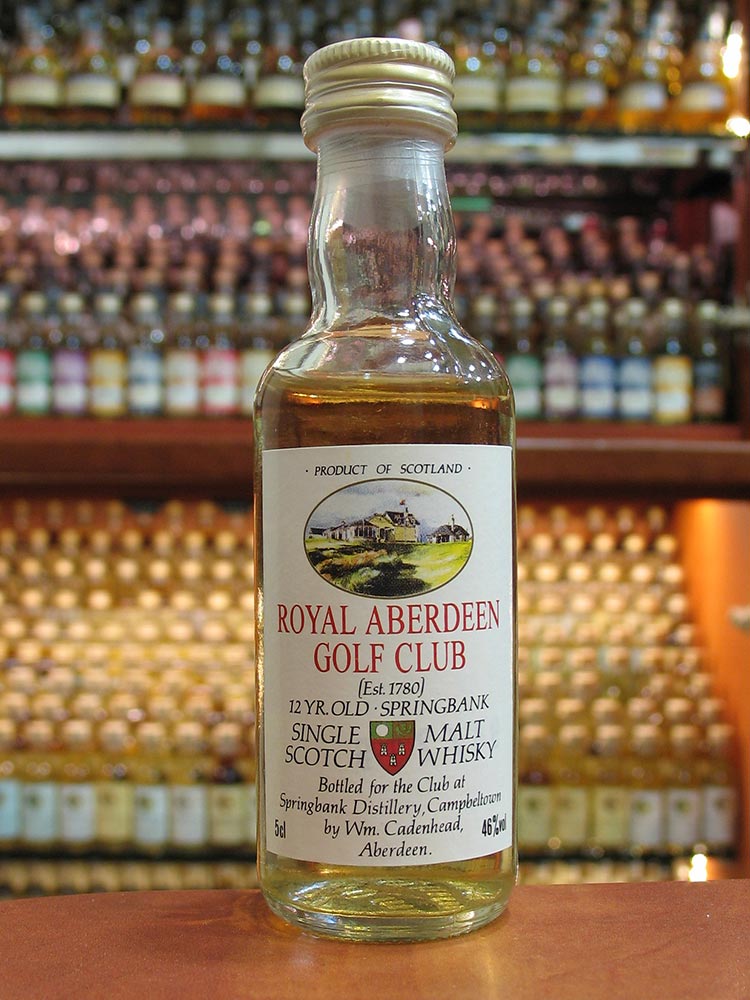 · PRODUCT OF SCOTLAND ·
ROYAL ABERDEEN
GOLF CLUB
(Est. 1780)
12 YR. OLD · SPRINGBANK
SINGLE MALT
SCOTCH WHISKY
Bottled for the Club at
Springbank Distillery, Campbeltown
by Wm. Cadenhead,
5cl 46%vol
Aberdeen.